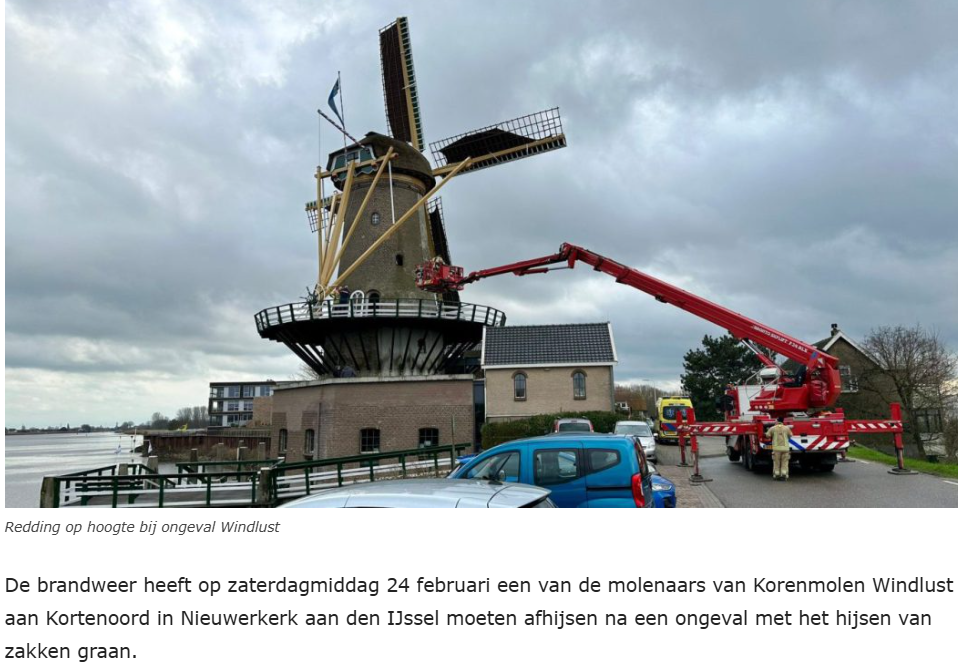 Redding op hoogte bij ongeval Windlust
De brandweer heeft op zaterdagmiddag 24 februari een van de molenaars van Korenmolen Windlust
aan Kortenoord in Nieuwerkerk aan den IJssel moeten afhijsen na een ongeval met het hijsen van
zakken graan.